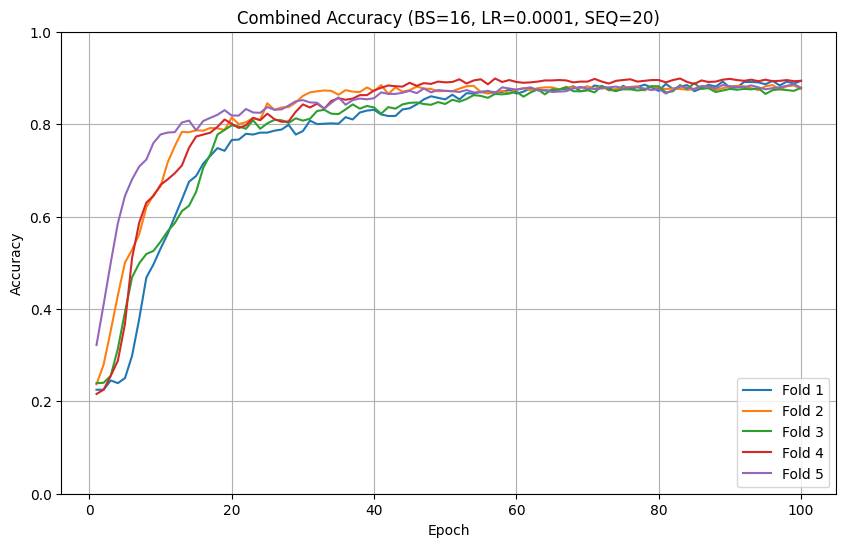 Combined Accuracy (BS=16, LR=0.0001, SEQ=20)
1.0
0.8
0.6
0.4
0.2
0.0
Accuracy
0 20 40 60 80 100
Epoch
Fold 1
Fold 2
Fold 3
Fold 4
Fold 5